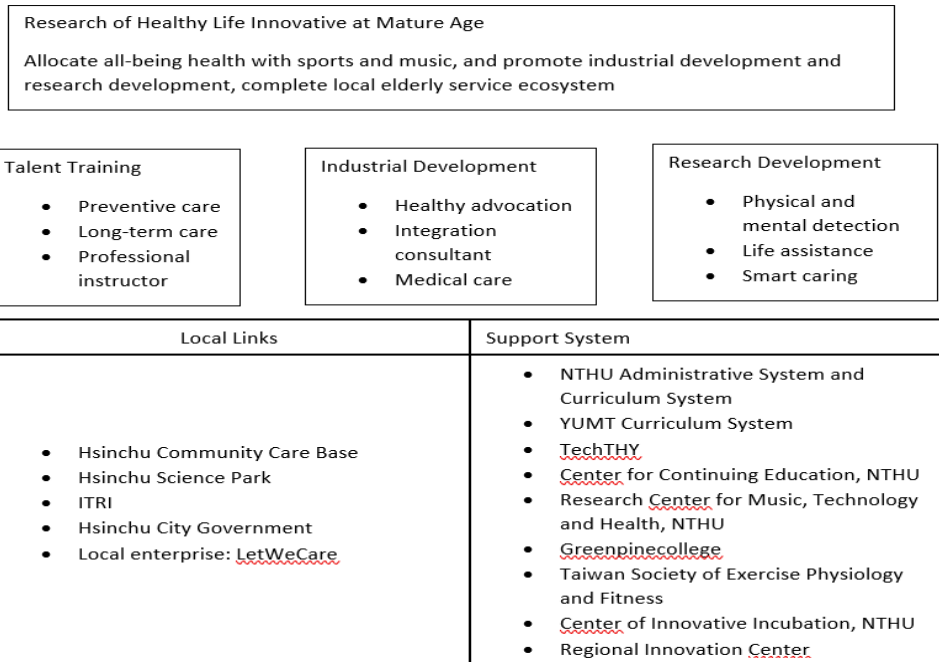 Research of Healthy Life Innovative at Mature Age
Allocate all-being health with sports and music, and promote industrial development and
research development, complete local elderly service ecosystem
Talent Training
• Preventive care
• Long-term care
• Professional
instructor
Industrial Development
• Healthy advocation
• Integration
consultant
• Medical care
Research Development
• Physical and
mental detection
• Life assistance
• Smart caring
Local Links
• Hsinchu Community Care Base
• Hsinchu Science Park
• ITRI
• Hsinchu City Government
• Local enterprise: LetWeCare
Support System
• NTHU Administrative System and
Curriculum System
• YUMT Curriculum System
• TechTHY
• Center for Continuing Education, NTHU
• Research Center for Music, Technology
and Health, NTHU
• Greenpinecollege
• Taiwan Society of Exercise Physiology
and Fitness
• Center of Innovative Incubation, NTHU
• Regional Innovation Center